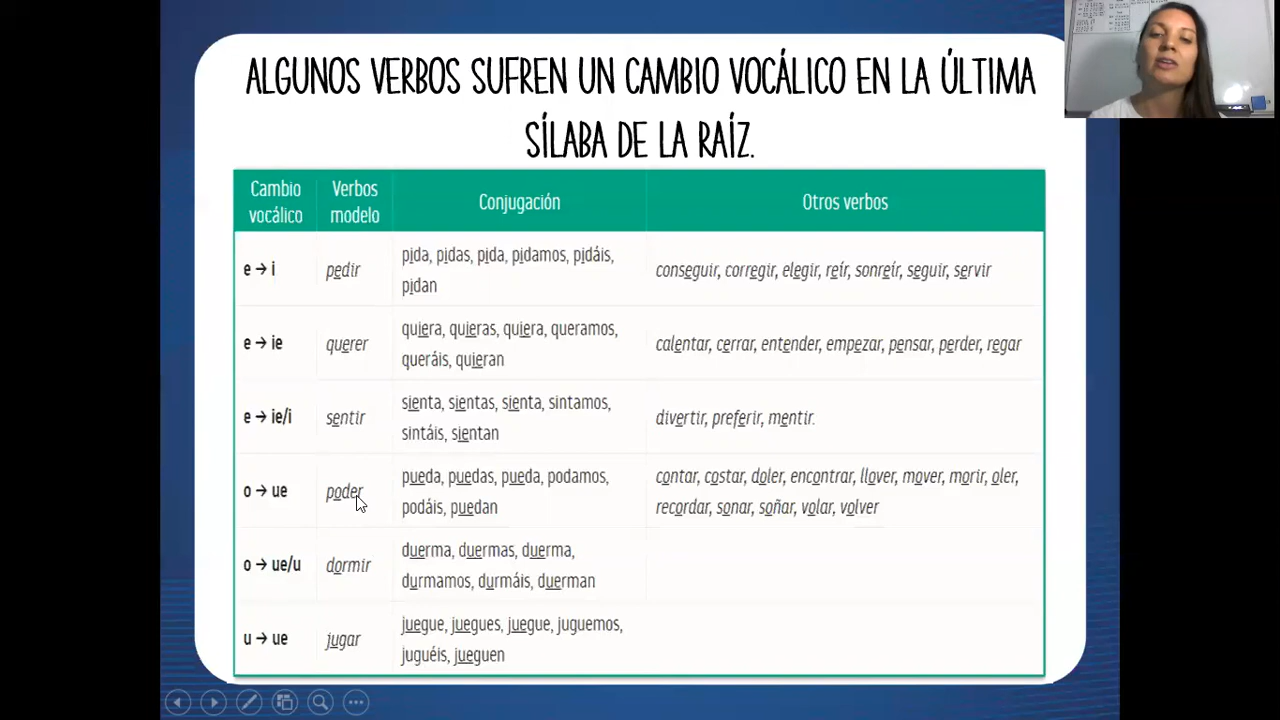 ALGUNOS VERBOS SUFREN UN CAMBIO VOCÁLICO EN LA ÚLTIMA
SÍLABA DE LA RAÍZ.
Cambio vocálico Verbos modelo Conjugación Otros verbos
e → i pedir pida, pidas, pida, pidamos, pidáis, conseguir, corregir, elegir, reír, sonreír, seguir, servir
pidan
e → ie querer quiera, quieras, quiera, queramos, calentar, cerrar, entender, empezar, pensar, perder, regar
queráis, quieran
e → ie/i sentir sienta, sientas, sienta, sintamos, divertir, preferir, mentir.
sintáis, sientan
o → ue poder pueda, puedas, pueda, podamos, contar, costar, doler, encontrar, llover, mover, morir, oler,
podáis, puedan recordar, sonar, soñar, volar, volver
o → ue/u dormir duerma, duermas, duerma,
durmamos, durmáis, duerman
u → ue jugar juegue, juegues, juegue, juguemos,
juguéis, jueguen